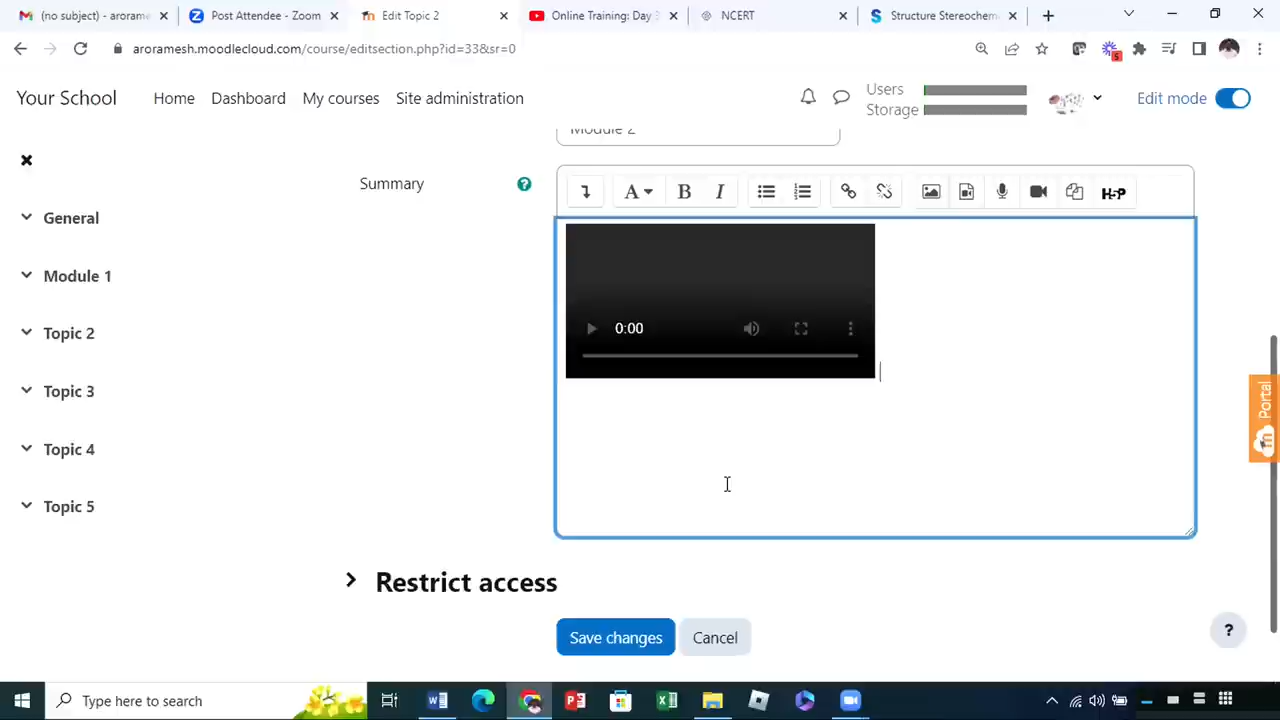 (no subject) - arorame
Post Attendee - Zoom
Edit Topic 2
Online Training: Day 3
NCERT
Structure Stereochem
aroramesh.moodlecloud.com/course/editsection.php?id=33&sr=0
5
Your School
Home
Dashboard
My courses
Site administration
Users
Storage
Edit mode
Module 2
Summary
?
A
B
I
H5P
General
Module 1
Topic 2
Topic 3
Topic 4
Topic 5
0:00
Portal
Restrict access
Save changes
Cancel
?
Type here to search